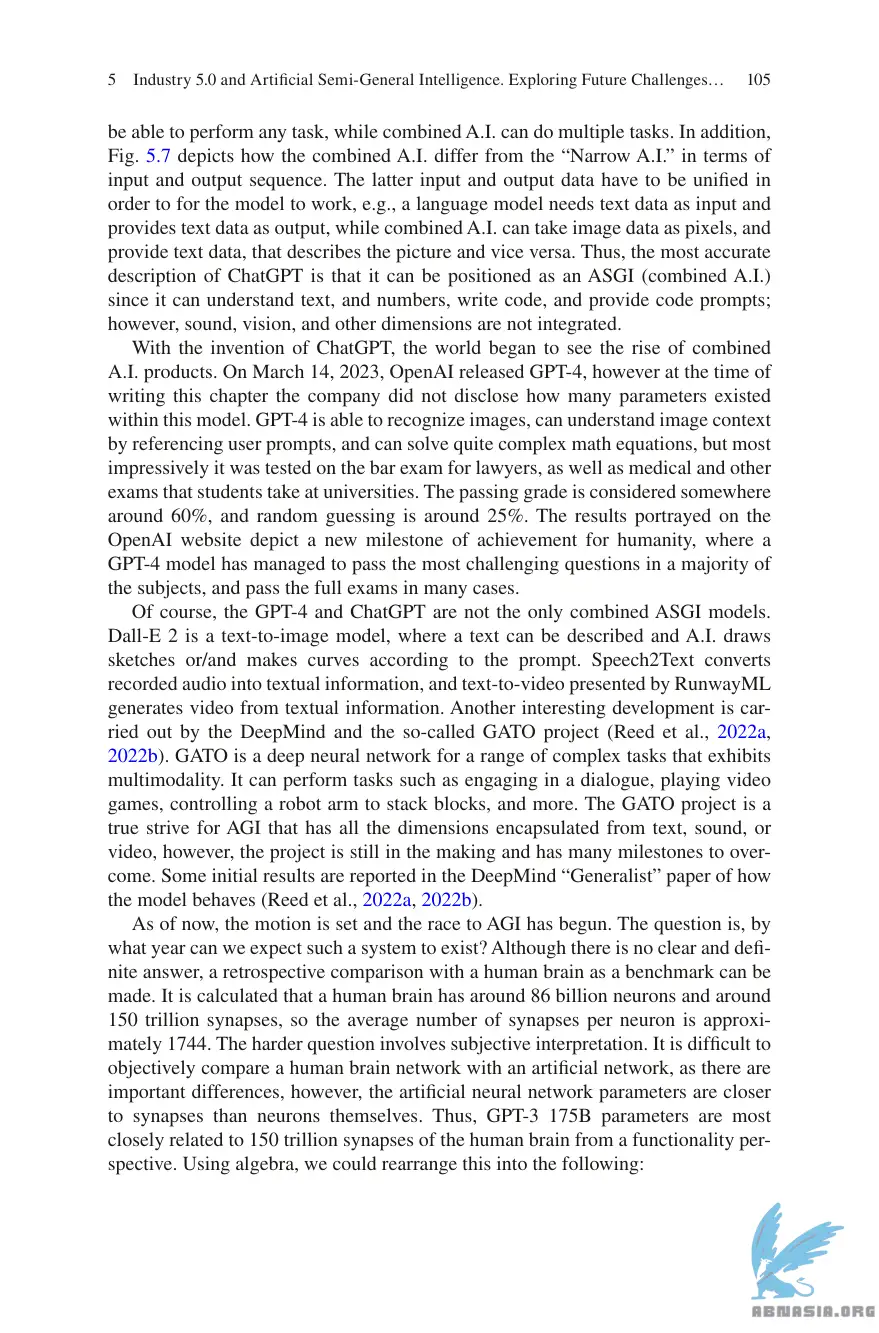 5 Industry 5.0 and Artificial Semi-General Intelligence. Exploring Future Challenges… 105
be able to perform any task, while combined A.I. can do multiple tasks. In addition,
Fig. 5.7 depicts how the combined A.I. differ from the “Narrow A.I.” in terms of
input and output sequence. The latter input and output data have to be unified in
order to for the model to work, e.g., a language model needs text data as input and
provides text data as output, while combined A.I. can take image data as pixels, and
provide text data, that describes the picture and vice versa. Thus, the most accurate
description of ChatGPT is that it can be positioned as an ASGI (combined A.I.)
since it can understand text, and numbers, write code, and provide code prompts;
however, sound, vision, and other dimensions are not integrated.
With the invention of ChatGPT, the world began to see the rise of combined
A.I. products. On March 14, 2023, OpenAI released GPT-4, however at the time of
writing this chapter the company did not disclose how many parameters existed
within this model. GPT-4 is able to recognize images, can understand image context
by referencing user prompts, and can solve quite complex math equations, but most
impressively it was tested on the bar exam for lawyers, as well as medical and other
exams that students take at universities. The passing grade is considered somewhere
around 60%, and random guessing is around 25%. The results portrayed on the
OpenAI website depict a new milestone of achievement for humanity, where a
GPT-4 model has managed to pass the most challenging questions in a majority of
the subjects, and pass the full exams in many cases.
Of course, the GPT-4 and ChatGPT are not the only combined ASGI models.
Dall-E 2 is a text-to-image model, where a text can be described and A.I. draws
sketches or/and makes curves according to the prompt. Speech2Text converts
recorded audio into textual information, and text-to-video presented by RunwayML
generates video from textual information. Another interesting development is car-
ried out by the DeepMind and the so-called GATO project (Reed et al., 2022a,
2022b). GATO is a deep neural network for a range of complex tasks that exhibits
multimodality. It can perform tasks such as engaging in a dialogue, playing video
games, controlling a robot arm to stack blocks, and more. The GATO project is a
true strive for AGI that has all the dimensions encapsulated from text, sound, or
video, however, the project is still in the making and has many milestones to over-
come. Some initial results are reported in the DeepMind “Generalist” paper of how
the model behaves (Reed et al., 2022a, 2022b).
As of now, the motion is set and the race to AGI has begun. The question is, by
what year can we expect such a system to exist? Although there is no clear and defi-
nite answer, a retrospective comparison with a human brain as a benchmark can be
made. It is calculated that a human brain has around 86 billion neurons and around
150 trillion synapses, so the average number of synapses per neuron is approxi-
mately 1744. The harder question involves subjective interpretation. It is difficult to
objectively compare a human brain network with an artificial network, as there are
important differences, however, the artificial neural network parameters are closer
to synapses than neurons themselves. Thus, GPT-3 175B parameters are most
closely related to 150 trillion synapses of the human brain from a functionality per-
spective. Using algebra, we could rearrange this into the following:
ABNASIA.ORG